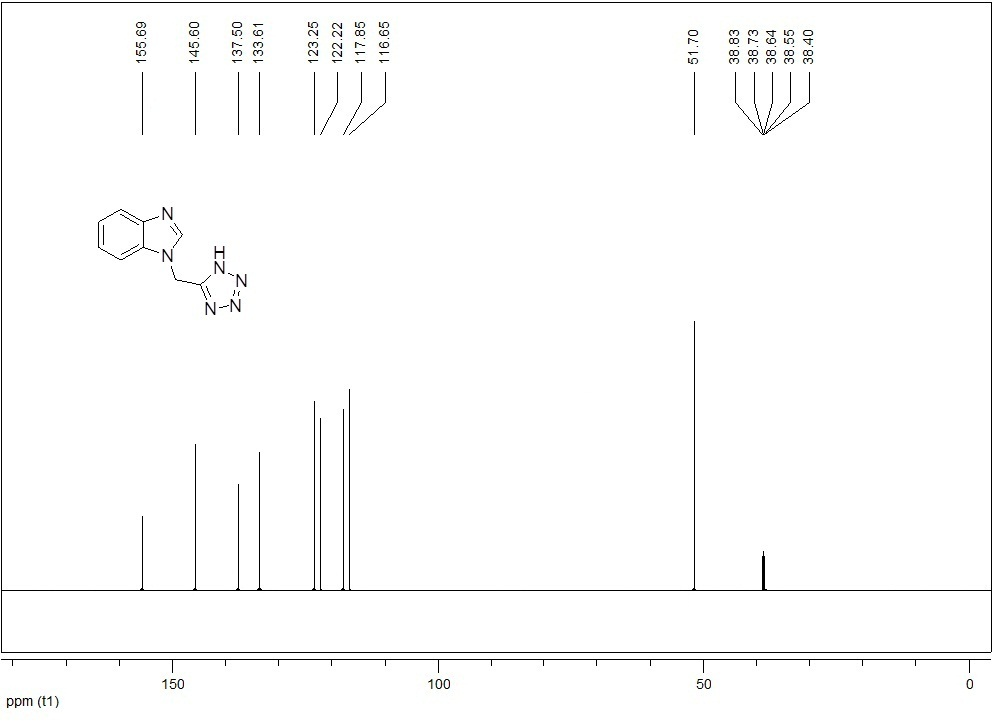 155.69
145.60
137.50
133.61
123.25
122.22
117.85
116.65
51.70
38.83
38.73
38.64
38.55
38.40
N
N
H
N
N
N
N
150
100
50
0
ppm (t1)